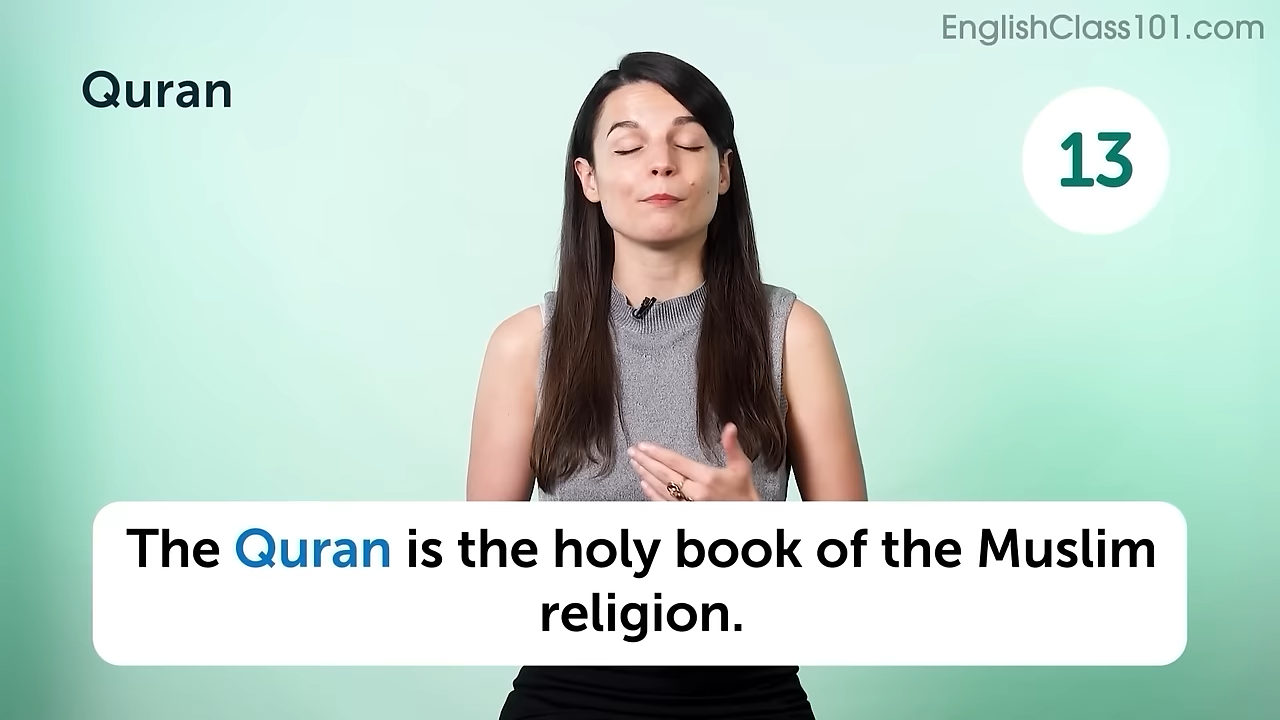 EnglishClass101.com
Quran
13
The Quran is the holy book of the Muslim
religion.